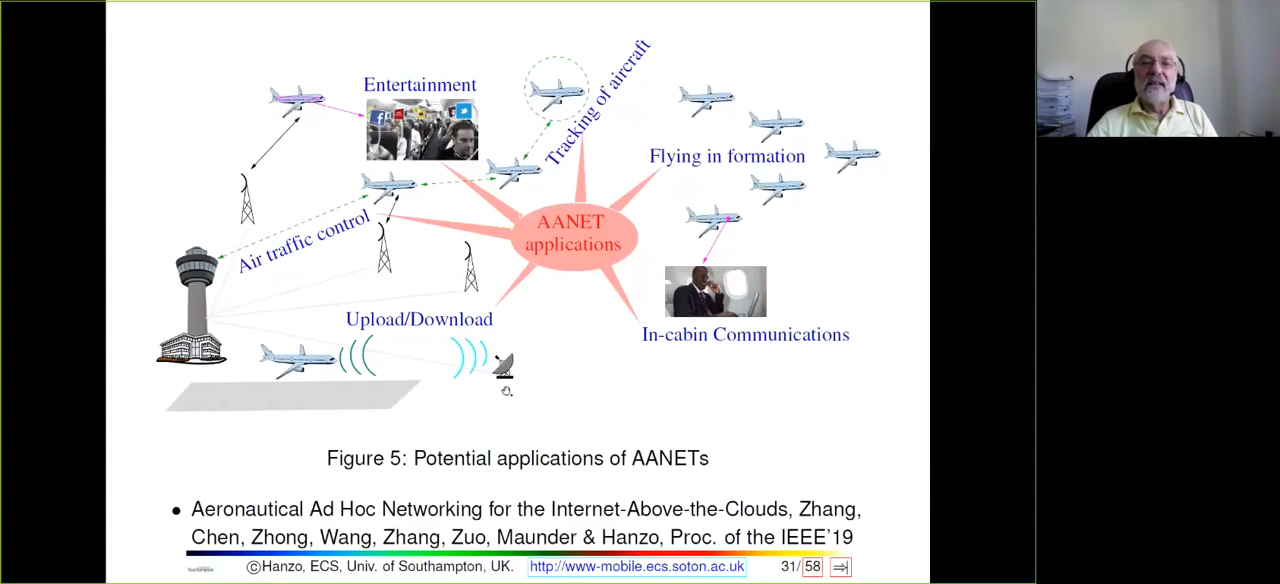 Entertainment
Tracking of aircraft
Flying in formation
AANET
applications
Air traffic control
Upload/Download
In-cabin Communications
Figure 5: Potential applications of AANETs
• Aeronautical Ad Hoc Networking for the Internet-Above-the-Clouds, Zhang,
Chen, Zhong, Wang, Zhang, Zuo, Maunder & Hanzo, Proc. of the IEEE'19
Southampton
©Hanzo, ECS, Univ. of Southampton, UK. http://www-mobile.ecs.soton.ac.uk 31/58